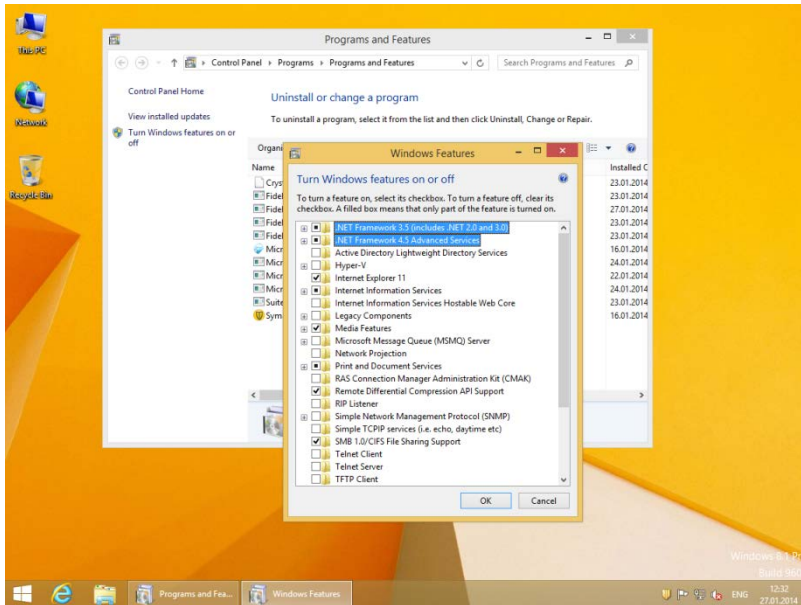 This PC
Network
Recycle Bin
Programs and Features
Control Panel
Programs
Programs and Features
Search Programs and Features
Control Panel Home
View installed updates
Turn Windows features on or
off
Uninstall or change a program
To uninstall a program, select it from the list and then click Uninstall, Change or Repair.
Name
Installed
23.01.2014
23.01.2014
27.01.2014
23.01.2014
23.01.2014
16.01.2014
24.01.2014
22.01.2014
24.01.2014
23.01.2014
16.01.2014
Windows Features
Turn Windows features on or off
To turn a feature on, select its checkbox. To turn a feature off, clear its
checkbox. A filled box means that only part of the feature is turned on.
.NET Framework 3.5 (includes .NET 2.0 and 3.0)
.NET Framework 4.5 Advanced Services
Active Directory Lightweight Directory Services
Hyper-V
Internet Explorer 11
Internet Information Services
Internet Information Services Hostable Web Core
Legacy Components
Media Features
Microsoft Message Queue (MSMQ) Server
Network Projection
Print and Document Services
RAS Connection Manager Administration Kit (CMAK)
Remote Differential Compression API Support
RIP Listener
Simple Network Management Protocol (SNMP)
Simple TCPIP services (i.e. echo, daytime etc)
SMB 1.0/CIFS File Sharing Support
Telnet Client
Telnet Server
TFTP Client
OK Cancel
Windows 8.1 Pr
Build 960
Programs and Fea...
Windows Features
ENG
12:32
27.01.2014